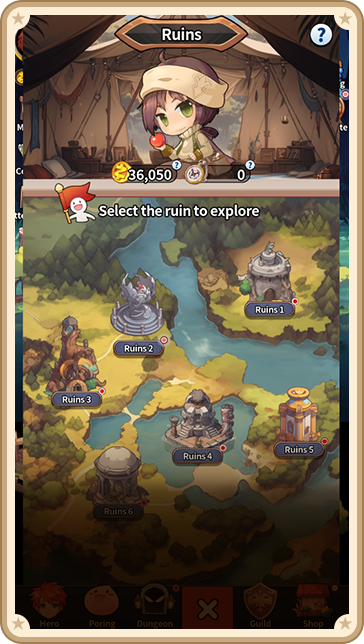 Ruins
?
36,050
?
0
?
Select the ruin to explore
Ruins 1
Ruins 2
Ruins 3
Ruins 4
Ruins 5
Ruins 6
Hero
Poring
Dungeon
Guild
Shop